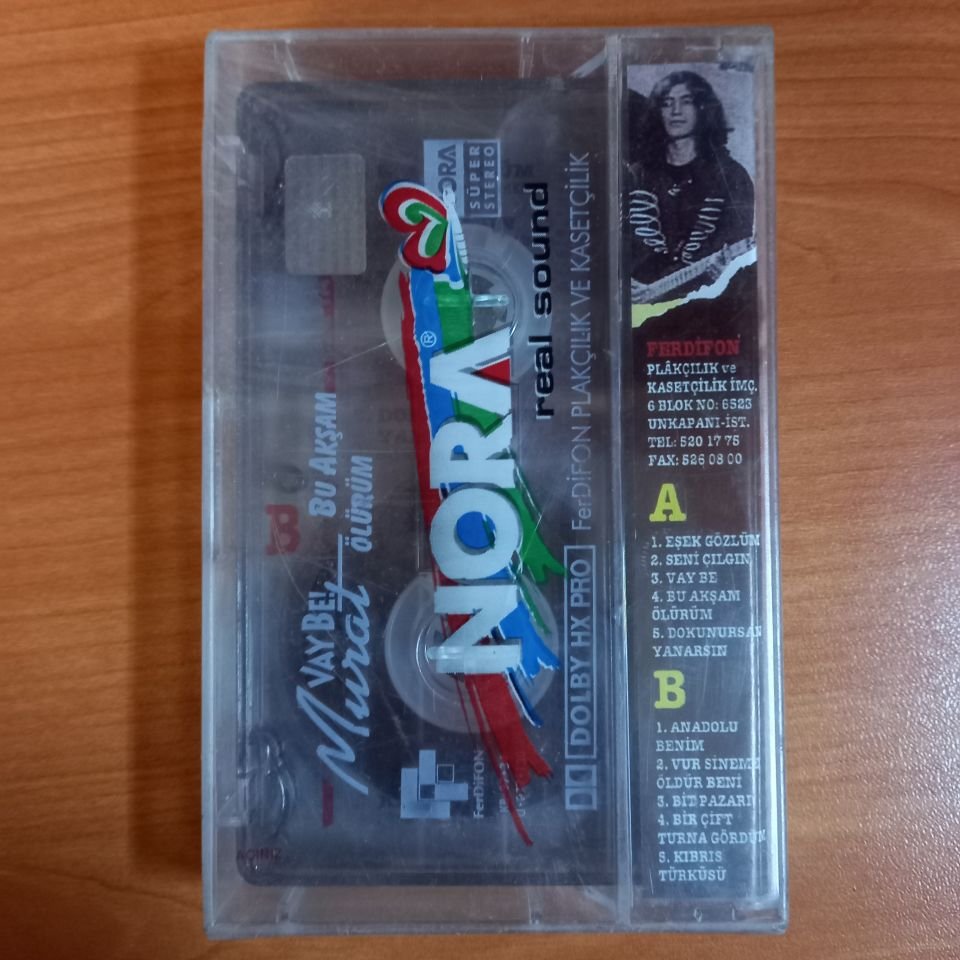 NORA
SÜPER
STEREO
NORA®
real sound
B
VAY BE!
Murat
BU AKŞAM
ÖLÜRÜM
FerDİFON
DOLBY HX PRO
FerDİFON PLAKÇILIK VE KASETÇİLİK
AÇINIZ
FERDİFON
PLÂKÇILIK ve
KASETÇİLİK İMÇ.
6 BLOK NO: 6523
UNKAPANI-İST.
TEL: 520 17 75
FAX: 526 08 00
A
1. EŞEK GÖZLÜM
2. SENİ ÇILGIN
3. VAY BE
4. BU AKŞAM
ÖLÜRÜM
5. DOKUNURSAN
YANARSIN
B
1. ANADOLU
BENİM
2. VUR SİNEME
ÖLDÜR BENİ
3. BİT PAZARI
4. BİR ÇİFT
TURNA GÖRDÜM
5. KIBRIS
TÜRKÜSÜ